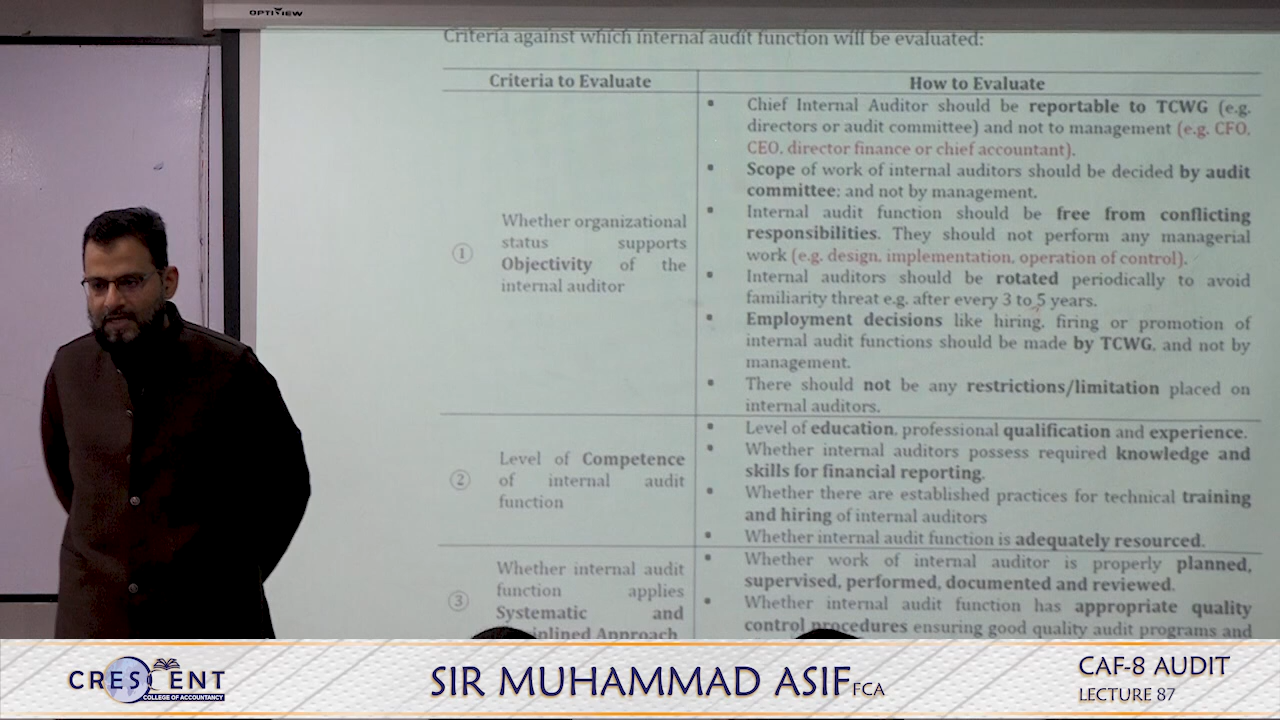 OPTIVIEW
Criteria against which internal audit function will be evaluated:
Criteria to Evaluate
How to Evaluate
1
Whether organizational
status supports
Objectivity of the
internal auditor
• Chief Internal Auditor should be reportable to TCWG (e.g.
directors or audit committee) and not to management (e.g. CFO,
CEO, director finance or chief accountant).
• Scope of work of internal auditors should be decided by audit
committee; and not by management.
• Internal audit function should be free from conflicting
responsibilities. They should not perform any managerial
work (e.g. design, implementation, operation of control).
• Internal auditors should be rotated periodically to avoid
familiarity threat e.g. after every 3 to 5 years.
• Employment decisions like hiring, firing or promotion of
internal audit functions should be made by TCWG, and not by
management.
• There should not be any restrictions/limitation placed on
internal auditors.
2
Level of Competence
of internal audit
function
• Level of education, professional qualification and experience.
• Whether internal auditors possess required knowledge and
skills for financial reporting.
• Whether there are established practices for technical training
and hiring of internal auditors
• Whether internal audit function is adequately resourced.
3
Whether internal audit
function applies
Systematic and
Approach
• Whether work of internal auditor is properly planned,
supervised, performed, documented and reviewed.
• Whether internal audit function has appropriate quality
control procedures ensuring good quality audit programs and
CRESCENT
COLLEGE OF ACCOUNTANCY
SIR MUHAMMAD ASIF FCA
CAF-8 AUDIT
LECTURE 87